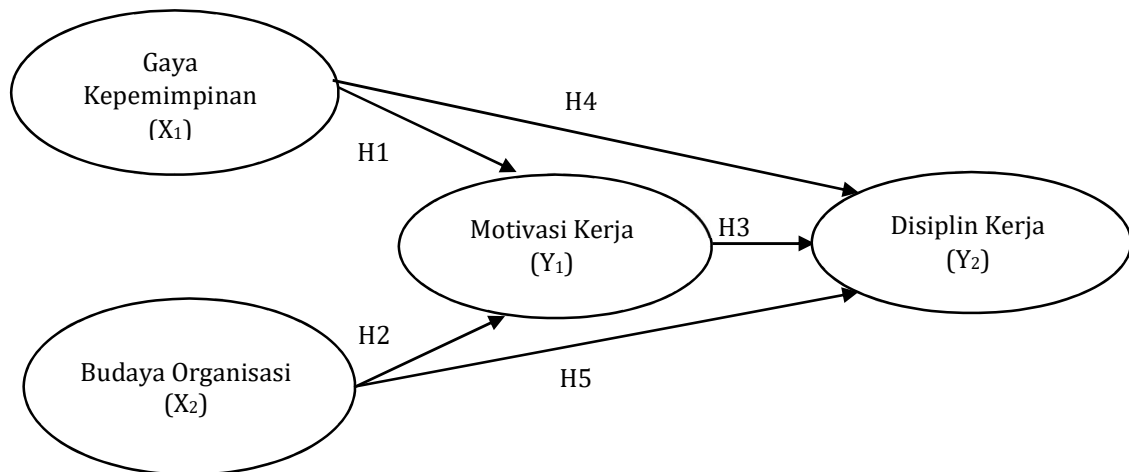 Gaya
Kepemimpinan
(X1)
H4
H1
Motivasi Kerja
(Y1)
H3
Disiplin Kerja
(Y2)
H2
Budaya Organisasi
(X2)
H5